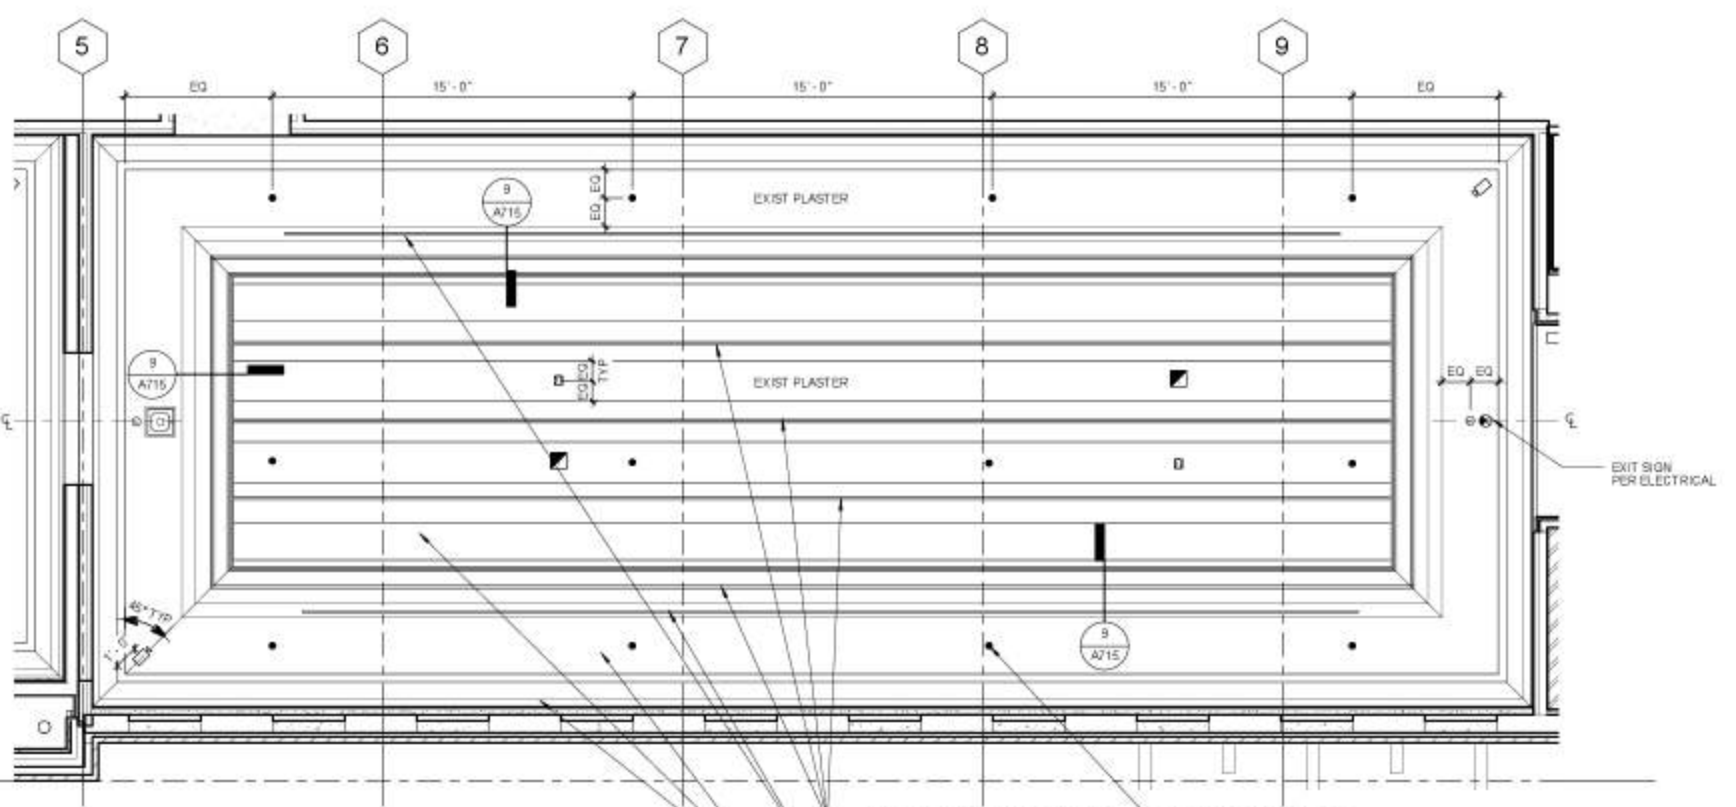 5 6 7 8 9
EQ 15'-0" 15'-0" 15'-0" EQ
9
A715
EQ
EQ
EXIST PLASTER
9
A715
EQ EQ
TYP
EXIST PLASTER
EQ EQ
EXIT SIGN
PER ELECTRICAL
45° TYP
9
A715